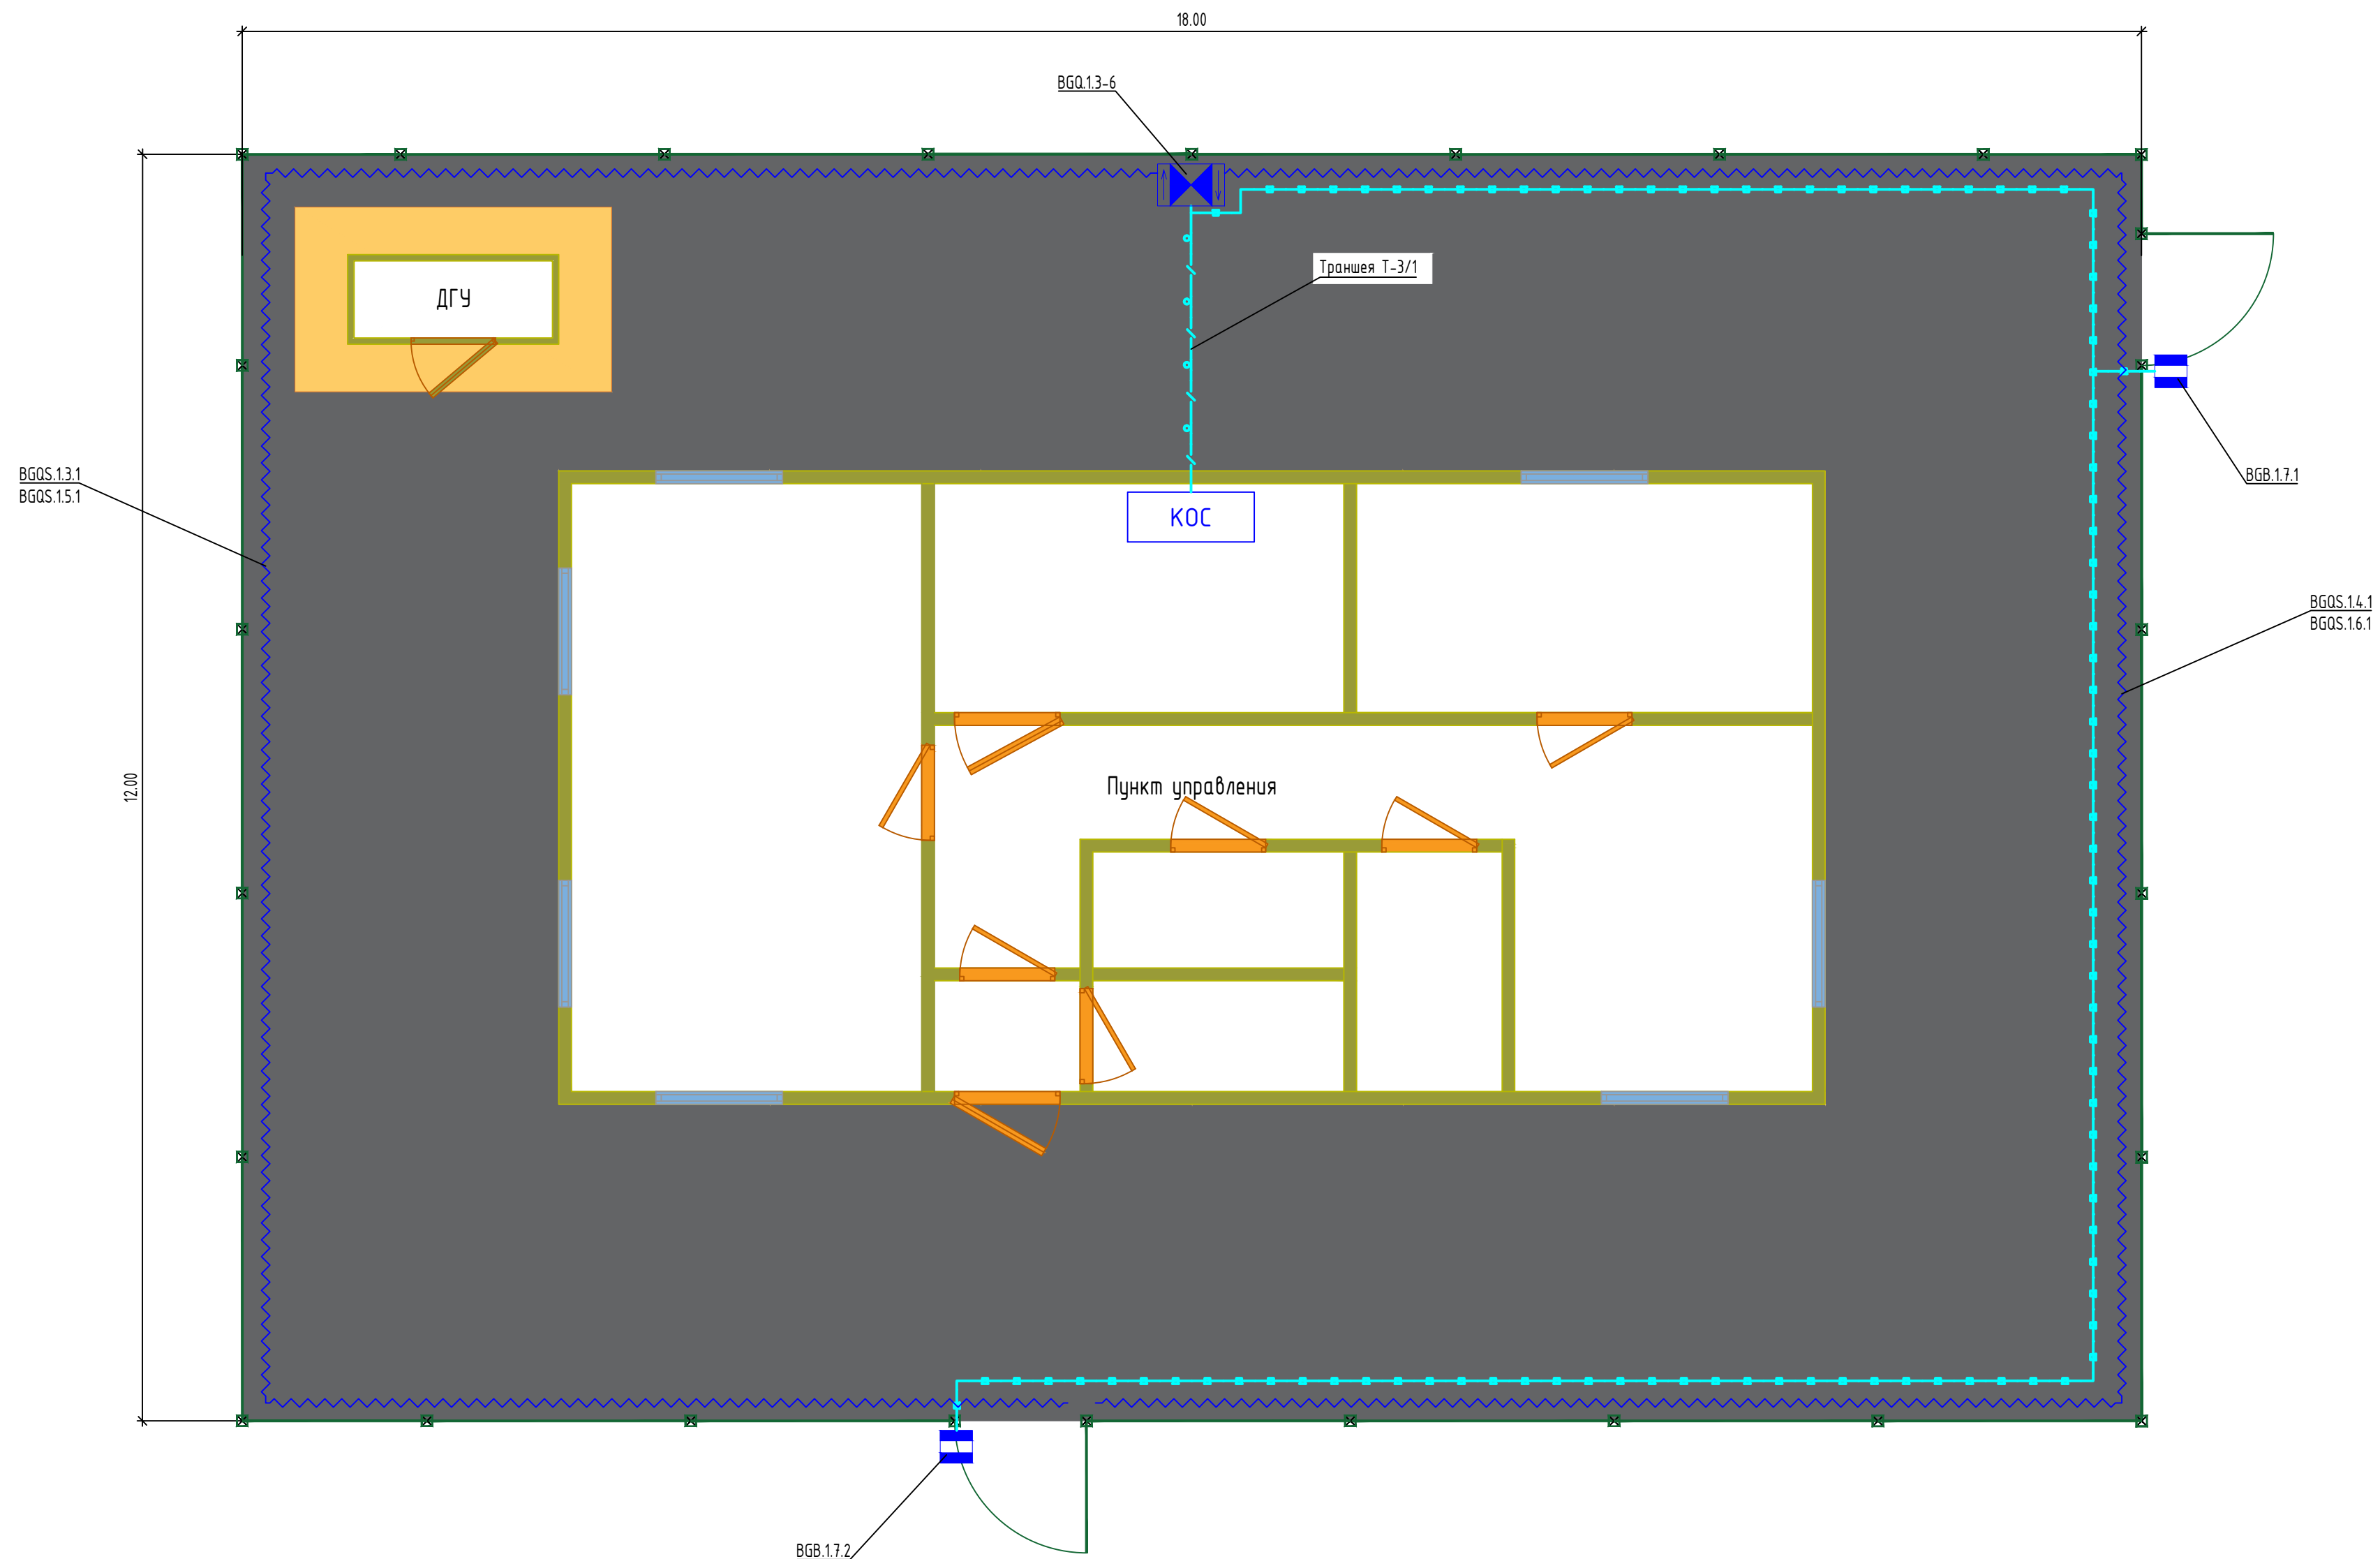 18.00
BGQ.1.3-6
Траншея Т-3/1
ДГУ
BGQS.1.3.1
BGQS.1.5.1
BGB.1.7.1
КОС
BGQS.1.4.1
BGQS.1.6.1
12.00
Пункт управления
BGB.1.7.2